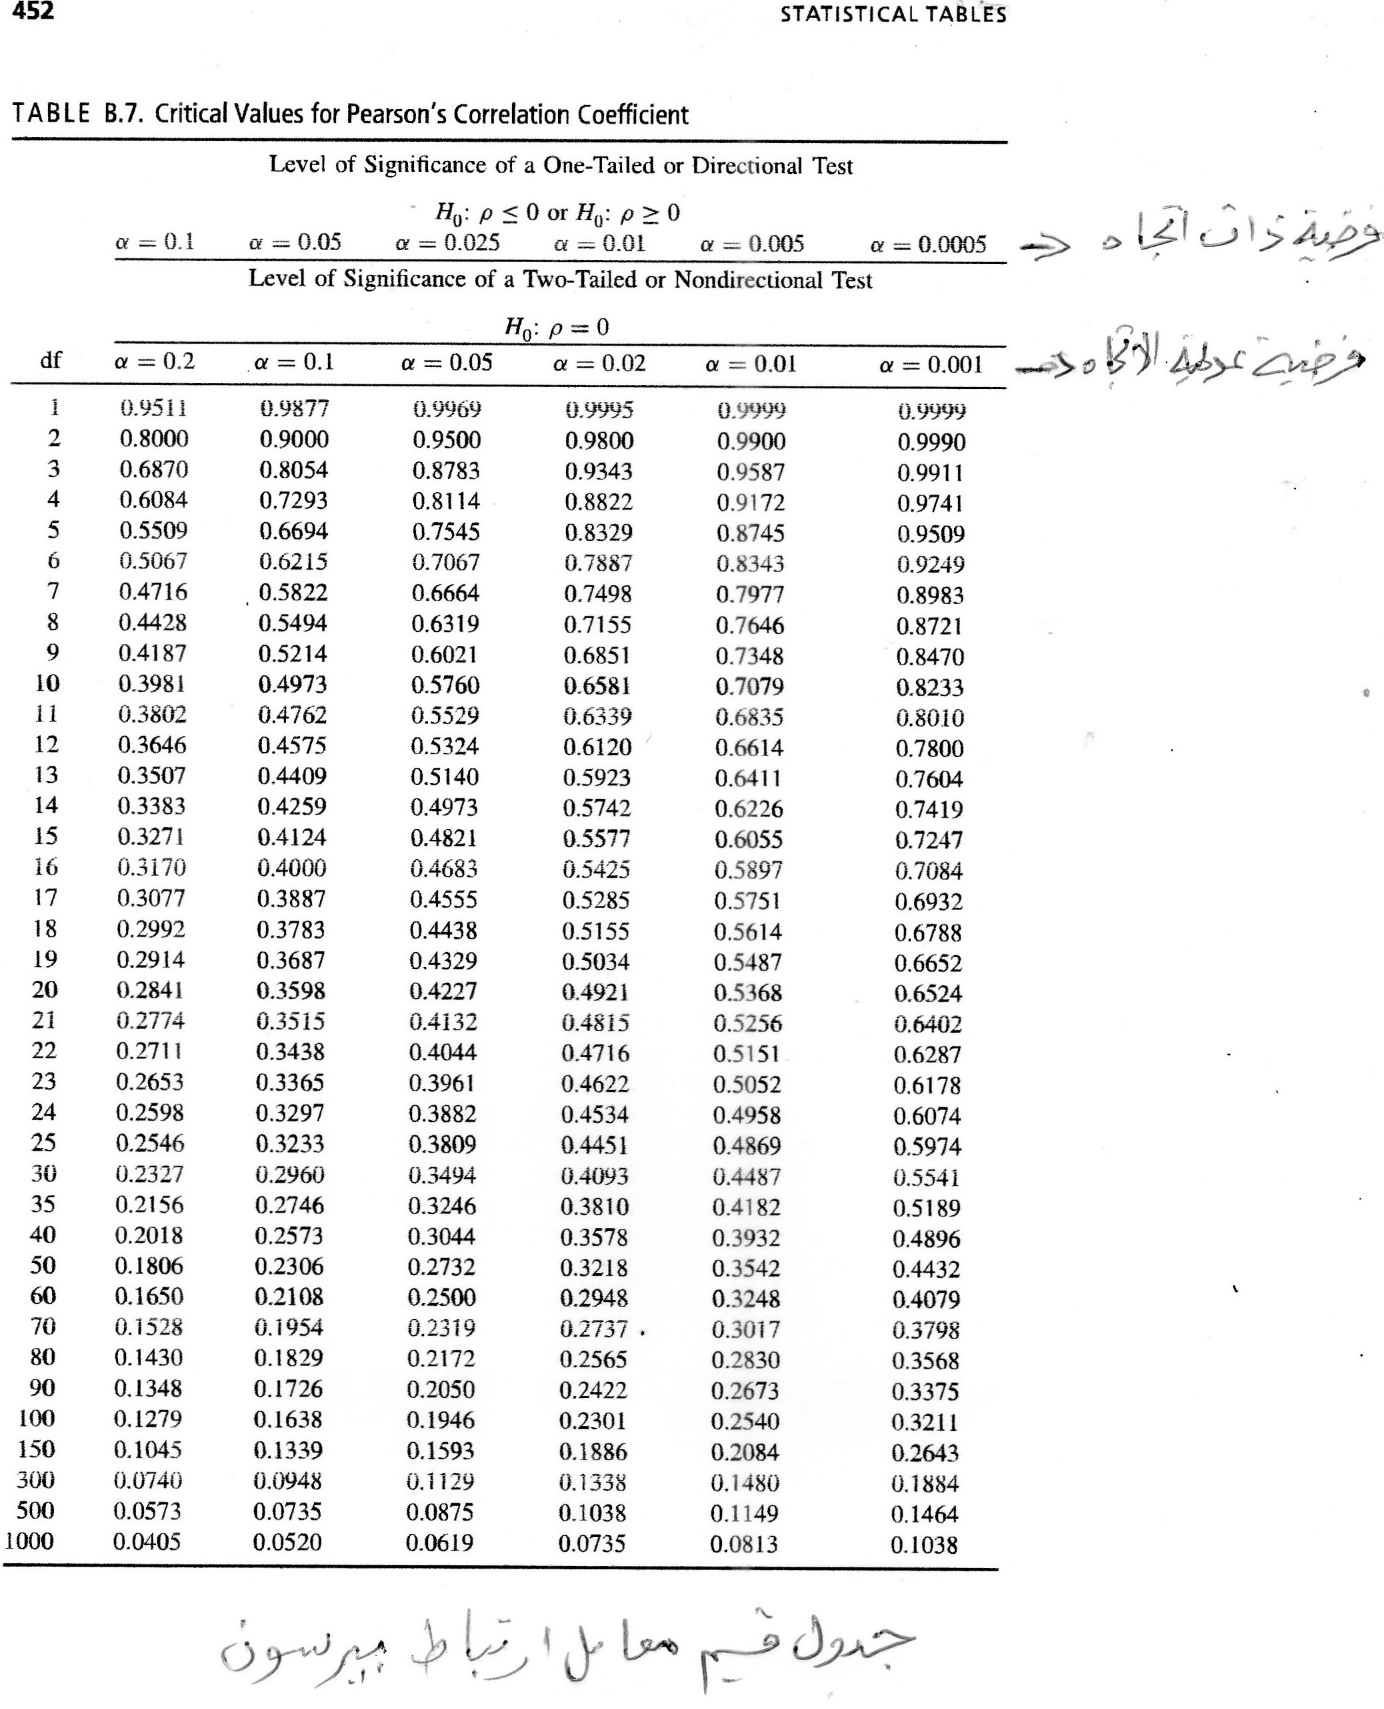 452 STATISTICAL TABLES
TABLE B.7. Critical Values for Pearson's Correlation Coefficient
Level of Significance of a One-Tailed or Directional Test
H₀: ρ ≤ 0 or H₀: ρ ≥ 0
α = 0.1 α = 0.05 α = 0.025 α = 0.01 α = 0.005 α = 0.0005 فرضية ذات اتجاه
Level of Significance of a Two-Tailed or Nondirectional Test
H₀: ρ = 0
df α = 0.2 α = 0.1 α = 0.05 α = 0.02 α = 0.01 α = 0.001 فرضية عديمة الاتجاه
1 0.9511 0.9877 0.9969 0.9995 0.9999 0.9999
2 0.8000 0.9000 0.9500 0.9800 0.9900 0.9990
3 0.6870 0.8054 0.8783 0.9343 0.9587 0.9911
4 0.6084 0.7293 0.8114 0.8822 0.9172 0.9741
5 0.5509 0.6694 0.7545 0.8329 0.8745 0.9509
6 0.5067 0.6215 0.7067 0.7887 0.8343 0.9249
7 0.4716 0.5822 0.6664 0.7498 0.7977 0.8983
8 0.4428 0.5494 0.6319 0.7155 0.7646 0.8721
9 0.4187 0.5214 0.6021 0.6851 0.7348 0.8470
10 0.3981 0.4973 0.5760 0.6581 0.7079 0.8233
11 0.3802 0.4762 0.5529 0.6339 0.6835 0.8010
12 0.3646 0.4575 0.5324 0.6120 0.6614 0.7800
13 0.3507 0.4409 0.5140 0.5923 0.6411 0.7604
14 0.3383 0.4259 0.4973 0.5742 0.6226 0.7419
15 0.3271 0.4124 0.4821 0.5577 0.6055 0.7247
16 0.3170 0.4000 0.4683 0.5425 0.5897 0.7084
17 0.3077 0.3887 0.4555 0.5285 0.5751 0.6932
18 0.2992 0.3783 0.4438 0.5155 0.5614 0.6788
19 0.2914 0.3687 0.4329 0.5034 0.5487 0.6652
20 0.2841 0.3598 0.4227 0.4921 0.5368 0.6524
21 0.2774 0.3515 0.4132 0.4815 0.5256 0.6402
22 0.2711 0.3438 0.4044 0.4716 0.5151 0.6287
23 0.2653 0.3365 0.3961 0.4622 0.5052 0.6178
24 0.2598 0.3297 0.3882 0.4534 0.4958 0.6074
25 0.2546 0.3233 0.3809 0.4451 0.4869 0.5974
30 0.2327 0.2960 0.3494 0.4093 0.4487 0.5541
35 0.2156 0.2746 0.3246 0.3810 0.4182 0.5189
40 0.2018 0.2573 0.3044 0.3578 0.3932 0.4896
50 0.1806 0.2306 0.2732 0.3218 0.3542 0.4432
60 0.1650 0.2108 0.2500 0.2948 0.3248 0.4079
70 0.1528 0.1954 0.2319 0.2737 0.3017 0.3798
80 0.1430 0.1829 0.2172 0.2565 0.2830 0.3568
90 0.1348 0.1726 0.2050 0.2422 0.2673 0.3375
100 0.1279 0.1638 0.1946 0.2301 0.2540 0.3211
150 0.1045 0.1339 0.1593 0.1886 0.2084 0.2643
300 0.0740 0.0948 0.1129 0.1338 0.1480 0.1884
500 0.0573 0.0735 0.0875 0.1038 0.1149 0.1464
1000 0.0405 0.0520 0.0619 0.0735 0.0813 0.1038
جدول قيم معامل ارتباط بيرسون